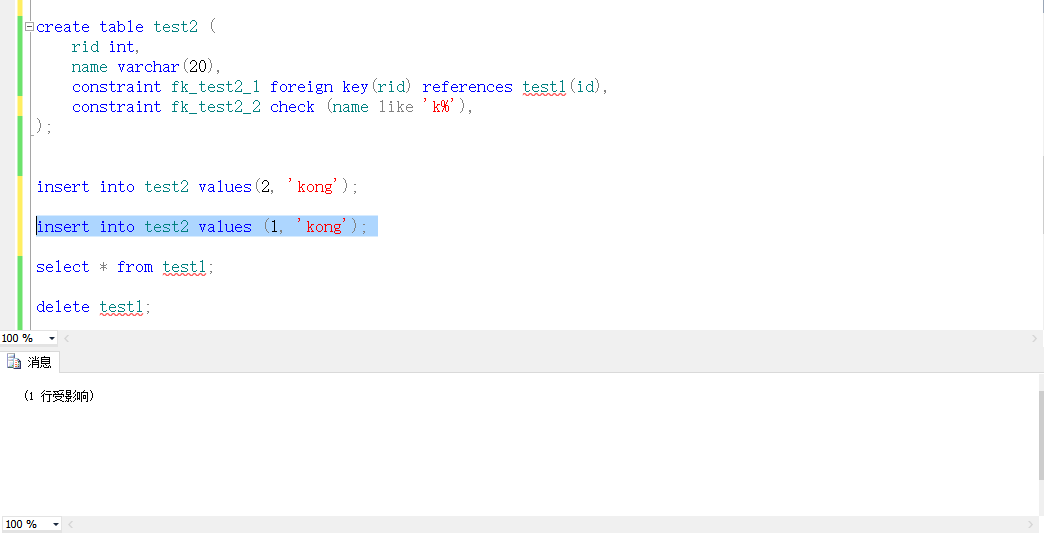 create table test2 (
rid int,
name varchar(20),
constraint fk_test2_1 foreign key(rid) references test1(id),
constraint fk_test2_2 check (name like 'k%'),
);
insert into test2 values(2, 'kong');
insert into test2 values (1, 'kong');
select * from test1;
delete test1;
100 %
消息
(1 行受影响)
100 %